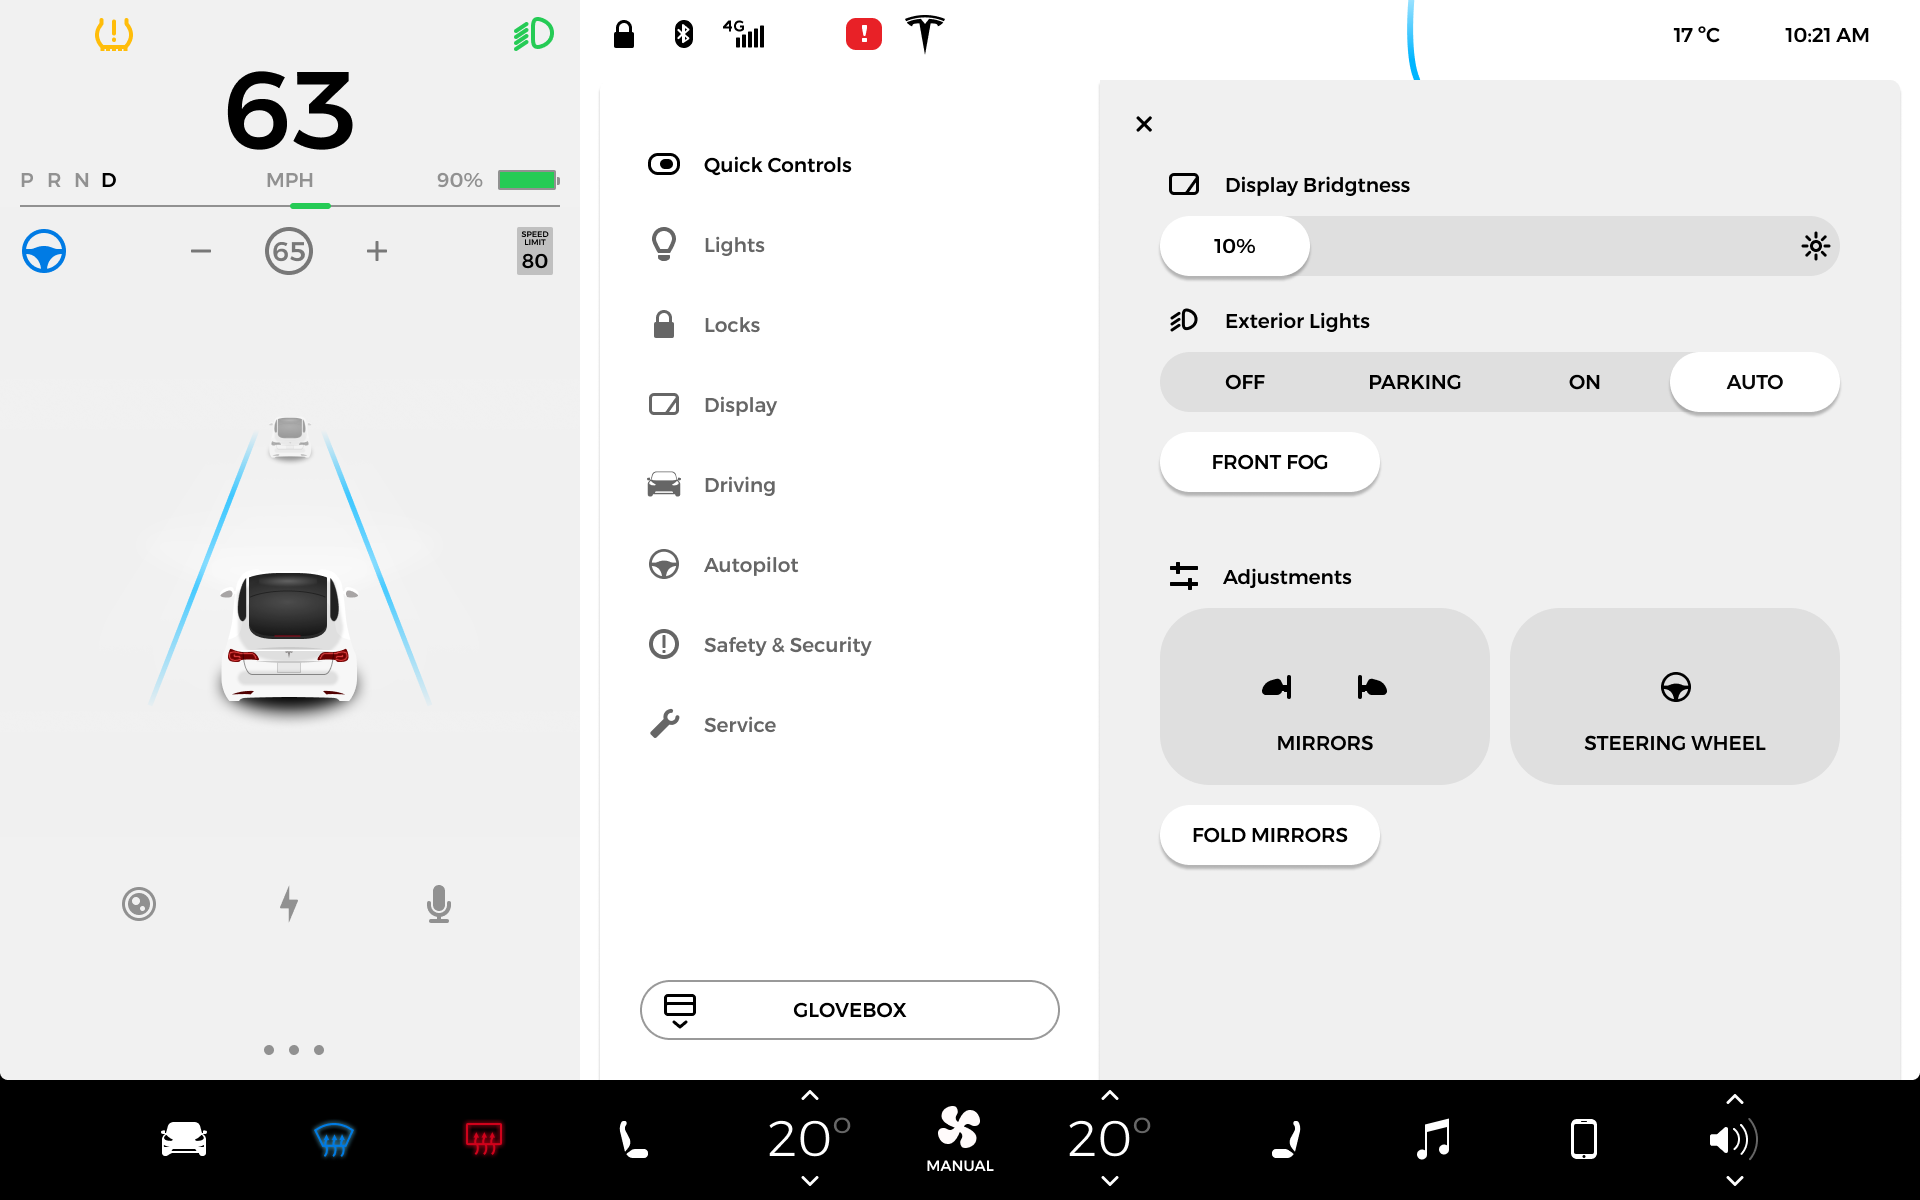 63
P R N D
MPH
90%
65
SPEED
LIMIT
80
4G
17 °C
10:21 AM
Quick Controls
Lights
Locks
Display
Driving
Autopilot
Safety & Security
Service
GLOVEBOX
Display Bridgtness
10%
Exterior Lights
OFF PARKING ON AUTO
FRONT FOG
Adjustments
MIRRORS
STEERING WHEEL
FOLD MIRRORS
20°
MANUAL
20°